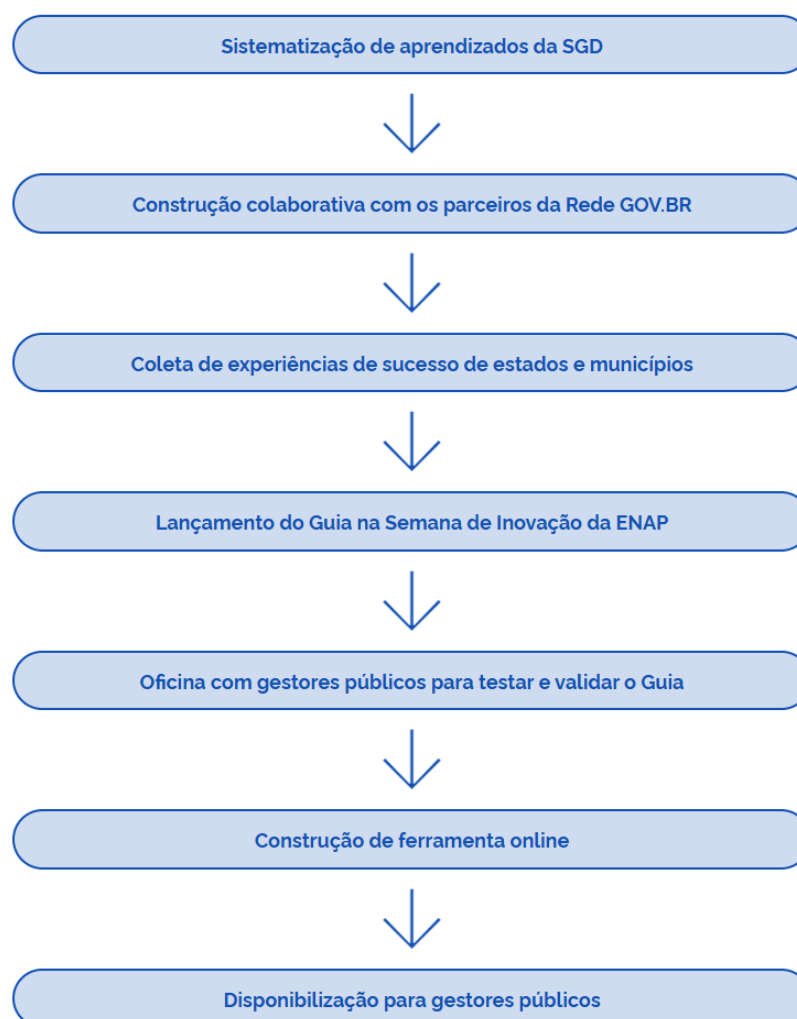 Sistematização de aprendizados da SGD
Construção colaborativa com os parceiros da Rede GOV.BR
Coleta de experiências de sucesso de estados e municípios
Lançamento do Guia na Semana de Inovação da ENAP
Oficina com gestores públicos para testar e validar o Guia
Construção de ferramenta online
Disponibilização para gestores públicos